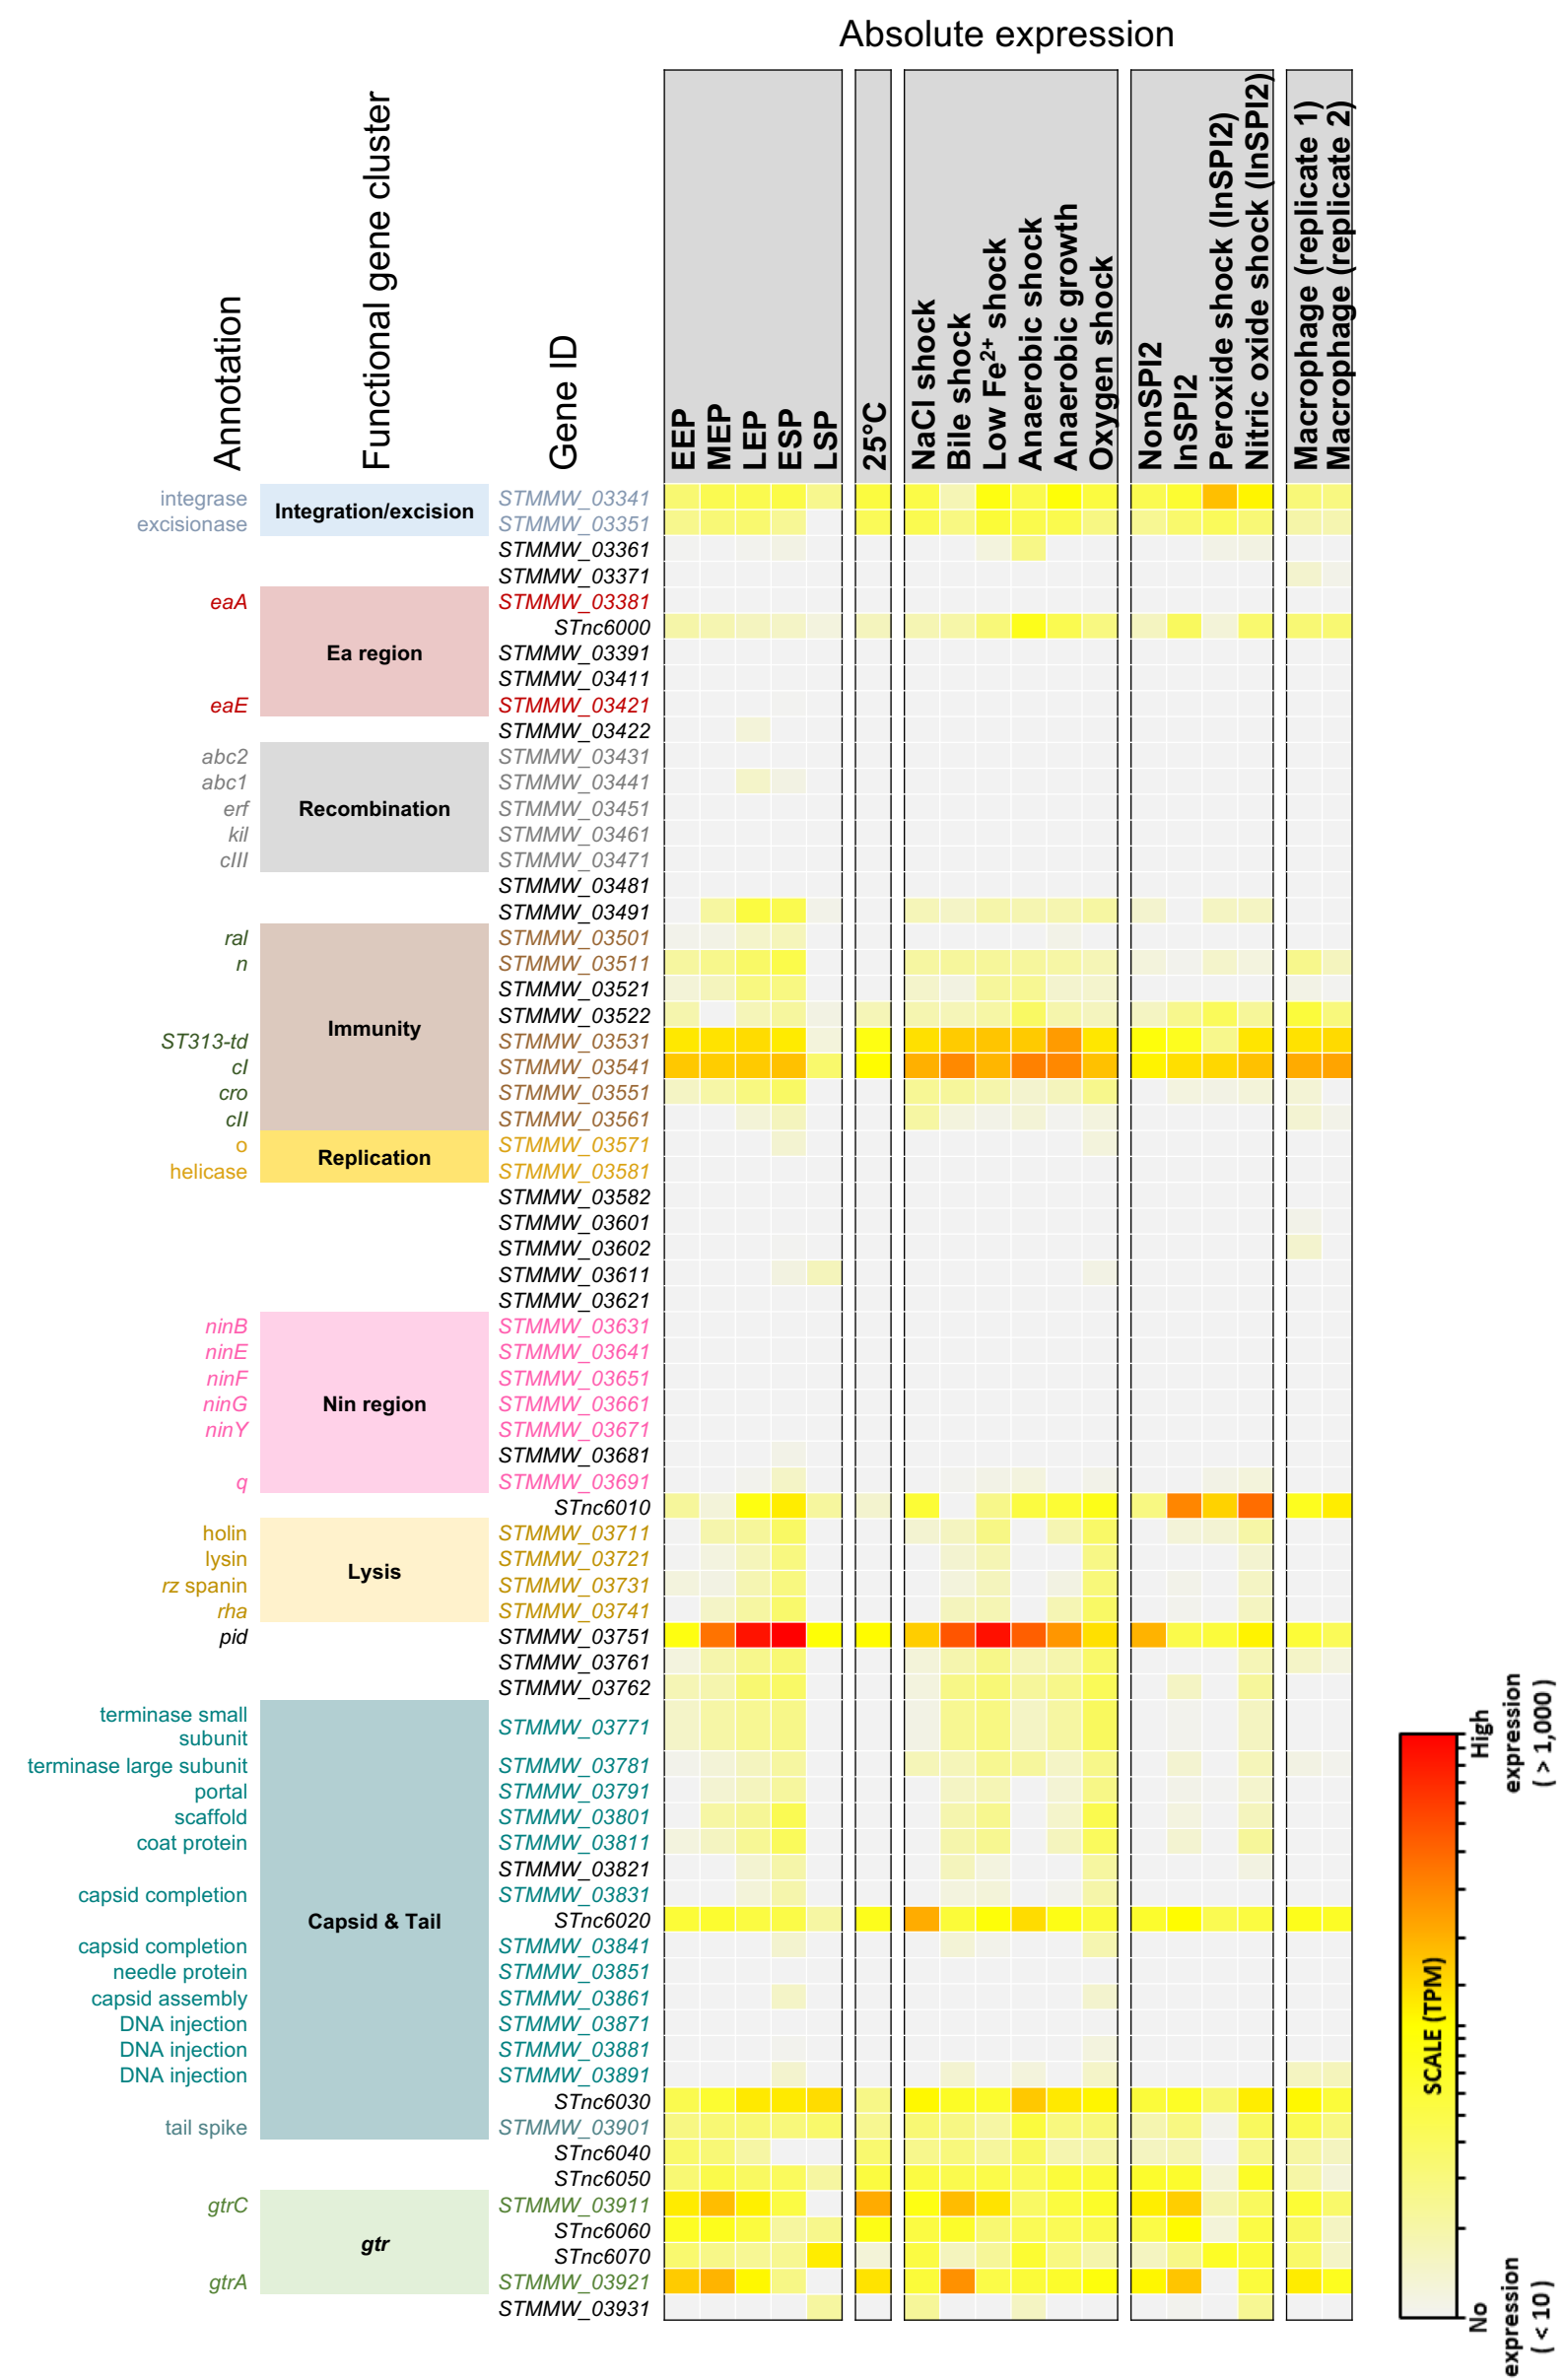 Absolute expression
Annotation
Functional gene cluster
Gene ID
EEP
MEP
LEP
ESP
LSP
25°C
NaCl shock
Bile shock
Low Fe²⁺ shock
Anaerobic shock
Anaerobic growth
Oxygen shock
NonSPI2
InSPI2
Peroxide shock (InSPI2)
Nitric oxide shock (InSPI2)
Macrophage (replicate 1)
Macrophage (replicate 2)
integrase STMMW_03341
Integration/excision
excisionase STMMW_03351
STMMW_03361
STMMW_03371
eaA STMMW_03381
STnc6000
Ea region STMMW_03391
STMMW_03411
eaE STMMW_03421
STMMW_03422
abc2 STMMW_03431
abc1 STMMW_03441
erf Recombination STMMW_03451
kil STMMW_03461
cIII STMMW_03471
STMMW_03481
STMMW_03491
ral STMMW_03501
n STMMW_03511
STMMW_03521
Immunity STMMW_03522
ST313-td STMMW_03531
cI STMMW_03541
cro STMMW_03551
cII STMMW_03561
o STMMW_03571
Replication
helicase STMMW_03581
STMMW_03582
STMMW_03601
STMMW_03602
STMMW_03611
STMMW_03621
ninB STMMW_03631
ninE STMMW_03641
ninF STMMW_03651
ninG Nin region STMMW_03661
ninY STMMW_03671
STMMW_03681
q STMMW_03691
STnc6010
holin STMMW_03711
lysin STMMW_03721
Lysis
rz spanin STMMW_03731
rha STMMW_03741
pid STMMW_03751
STMMW_03761
STMMW_03762
terminase small
subunit STMMW_03771
terminase large subunit STMMW_03781
portal STMMW_03791
scaffold STMMW_03801
coat protein STMMW_03811
STMMW_03821
capsid completion STMMW_03831
Capsid & Tail STnc6020
capsid completion STMMW_03841
needle protein STMMW_03851
capsid assembly STMMW_03861
DNA injection STMMW_03871
DNA injection STMMW_03881
DNA injection STMMW_03891
STnc6030
tail spike STMMW_03901
STnc6040
STnc6050
gtrC STMMW_03911
STnc6060
gtr
STnc6070
gtrA STMMW_03921
STMMW_03931
SCALE (TPM)
High
expression
( > 1,000 )
No
expression
( < 10 )